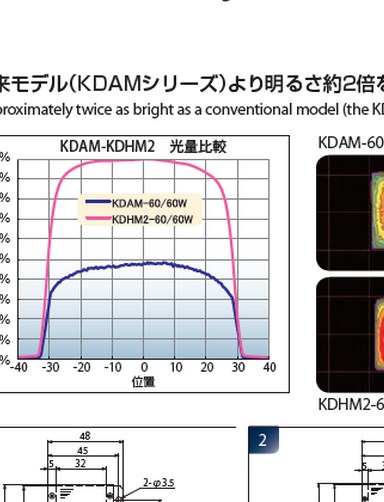 来モデル(KDAMシリーズ)より明るさ約2倍を
proximately twice as bright as a conventional model (the KD
KDAM-KDHM2 光量比較
KDAM-60
%
%
%
%
%
%
%
%
%
%
%
KDAM-60/60W
KDHM2-60/60W
-40 -30 -20 -10 0 10 20 30 40
位置
KDHM2-6
2
48
45
5 32
2-φ3.5